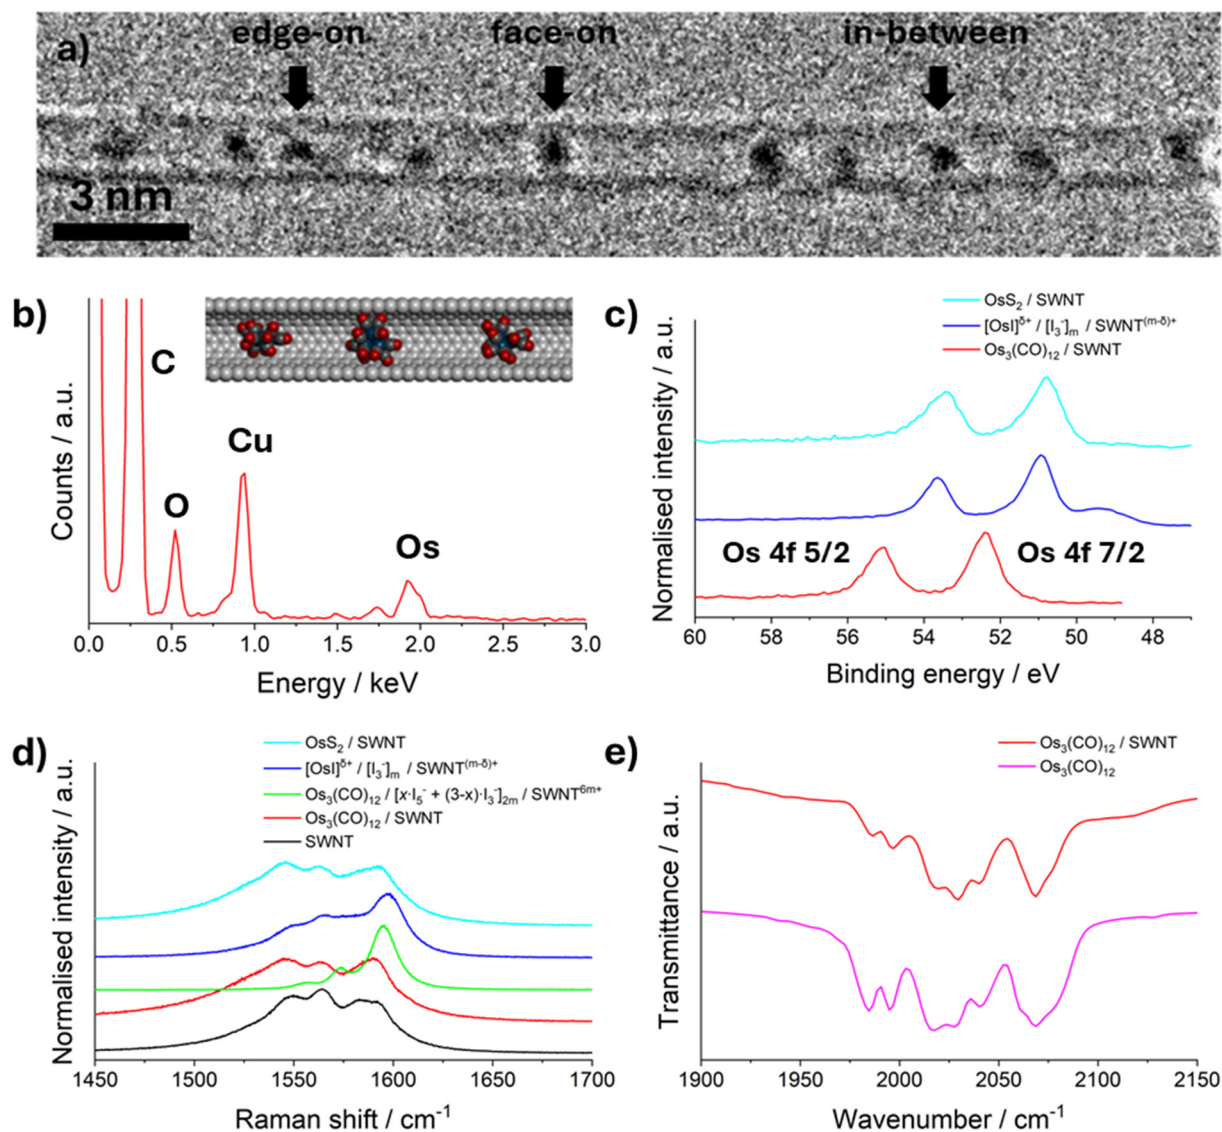 a)
edge-on
face-on
in-between
3 nm
b)
C
O
Cu
Os
Counts / a.u.
0.0 0.5 1.0 1.5 2.0 2.5 3.0
Energy / keV
c)
OsS₂ / SWNT
[OsI]^δ+ / [I₃⁻]ₘ / SWNT^(m-δ)+
Os₃(CO)₁₂ / SWNT
Os 4f 5/2
Os 4f 7/2
Normalised intensity / a.u.
60 58 56 54 52 50 48
Binding energy / eV
d)
OsS₂ / SWNT
[OsI]^δ+ / [I₃⁻]ₘ / SWNT^(m-δ)+
Os₃(CO)₁₂ / [x·I₅⁻ + (3-x)·I₃⁻]₂ₘ / SWNT^6m+
Os₃(CO)₁₂ / SWNT
SWNT
Normalised intensity / a.u.
1450 1500 1550 1600 1650 1700
Raman shift / cm⁻¹
e)
Os₃(CO)₁₂ / SWNT
Os₃(CO)₁₂
Transmittance / a.u.
1900 1950 2000 2050 2100 2150
Wavenumber / cm⁻¹